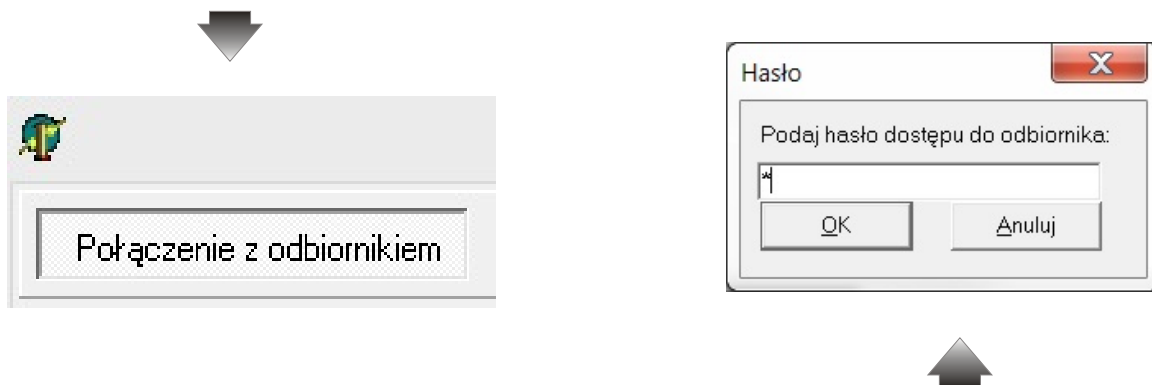 Połączenie z odbiornikiem
Hasło
Podaj hasło dostępu do odbiornika:
*
OK
Anuluj